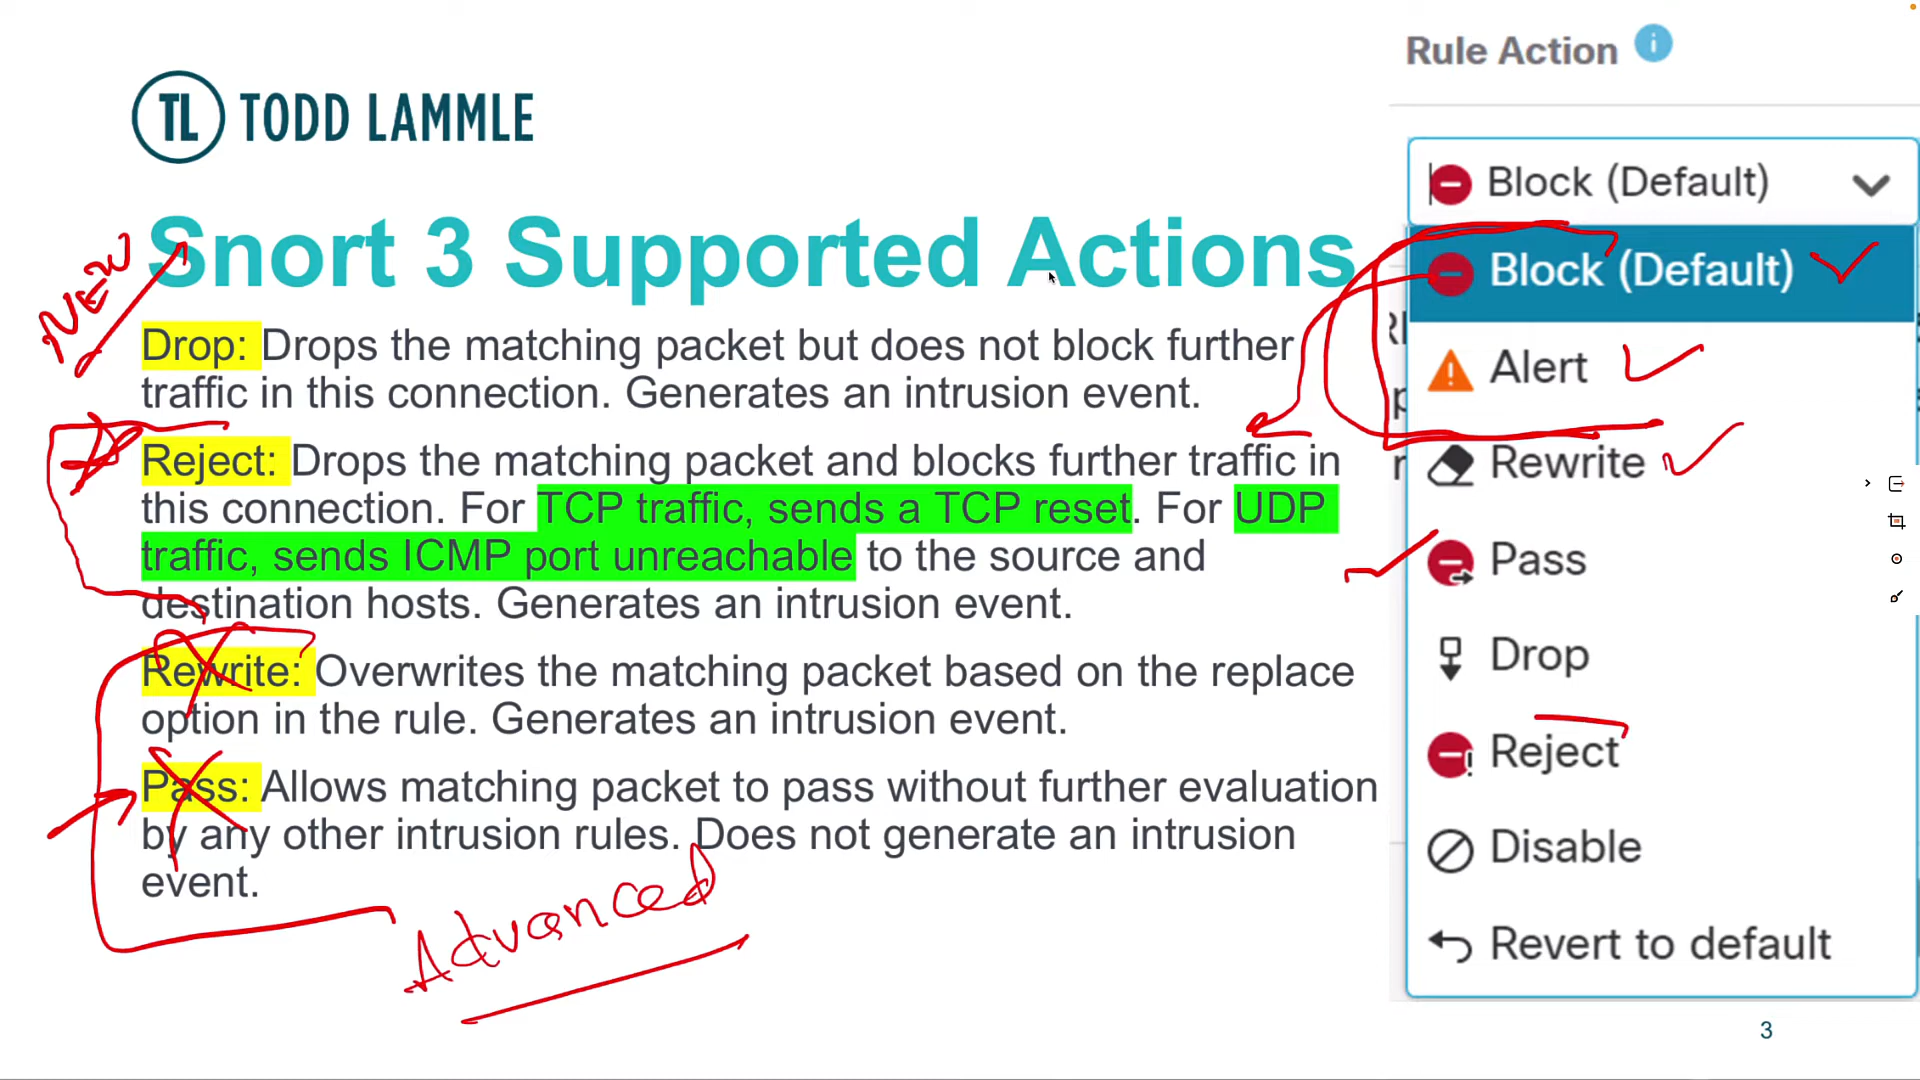 TL TODD LAMMLE
Snort 3 Supported Actions
NEW
Drop: Drops the matching packet but does not block further
traffic in this connection. Generates an intrusion event.
Reject: Drops the matching packet and blocks further traffic in
this connection. For TCP traffic, sends a TCP reset. For UDP
traffic, sends ICMP port unreachable to the source and
destination hosts. Generates an intrusion event.
Rewrite: Overwrites the matching packet based on the replace
option in the rule. Generates an intrusion event.
Pass: Allows matching packet to pass without further evaluation
by any other intrusion rules. Does not generate an intrusion
event.
Advanced
Rule Action i
Block (Default)
Block (Default)
Alert
Rewrite
Pass
Drop
Reject
Disable
Revert to default
3